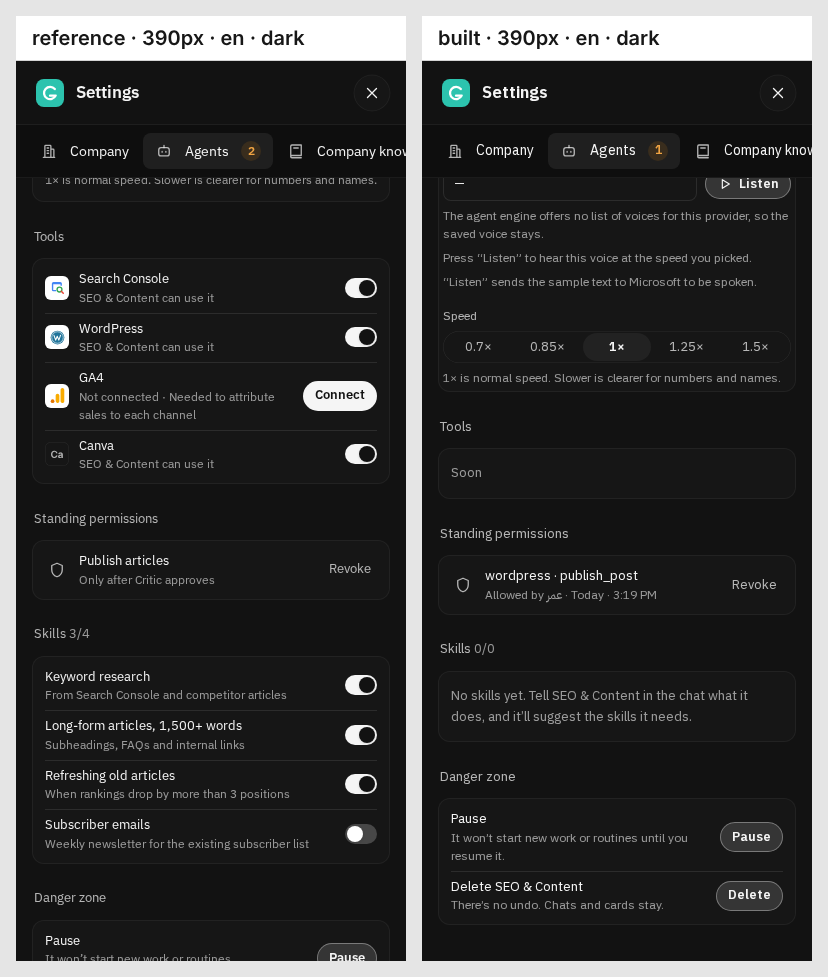 reference · 390px · en · dark
Settings
Company
Agents
2
Company know
1× is normal speed. Slower is clearer for numbers and names.
Tools
Search Console
SEO & Content can use it
WordPress
SEO & Content can use it
GA4
Not connected · Needed to attribute
sales to each channel
Connect
Ca
Canva
SEO & Content can use it
Standing permissions
Publish articles
Only after Critic approves
Revoke
Skills 3/4
Keyword research
From Search Console and competitor articles
Long-form articles, 1,500+ words
Subheadings, FAQs and internal links
Refreshing old articles
When rankings drop by more than 3 positions
Subscriber emails
Weekly newsletter for the existing subscriber list
Danger zone
Pause
It won't start new work or routines
Pause
built · 390px · en · dark
Settings
Company
Agents
1
Company know
—
Listen
The agent engine offers no list of voices for this provider, so the
saved voice stays.
Press “Listen” to hear this voice at the speed you picked.
“Listen” sends the sample text to Microsoft to be spoken.
Speed
0.7×
0.85×
1×
1.25×
1.5×
1× is normal speed. Slower is clearer for numbers and names.
Tools
Soon
Standing permissions
wordpress · publish_post
Allowed by عمر · Today · 3:19 PM
Revoke
Skills 0/0
No skills yet. Tell SEO & Content in the chat what it
does, and it'll suggest the skills it needs.
Danger zone
Pause
It won't start new work or routines until you
resume it.
Pause
Delete SEO & Content
There's no undo. Chats and cards stay.
Delete